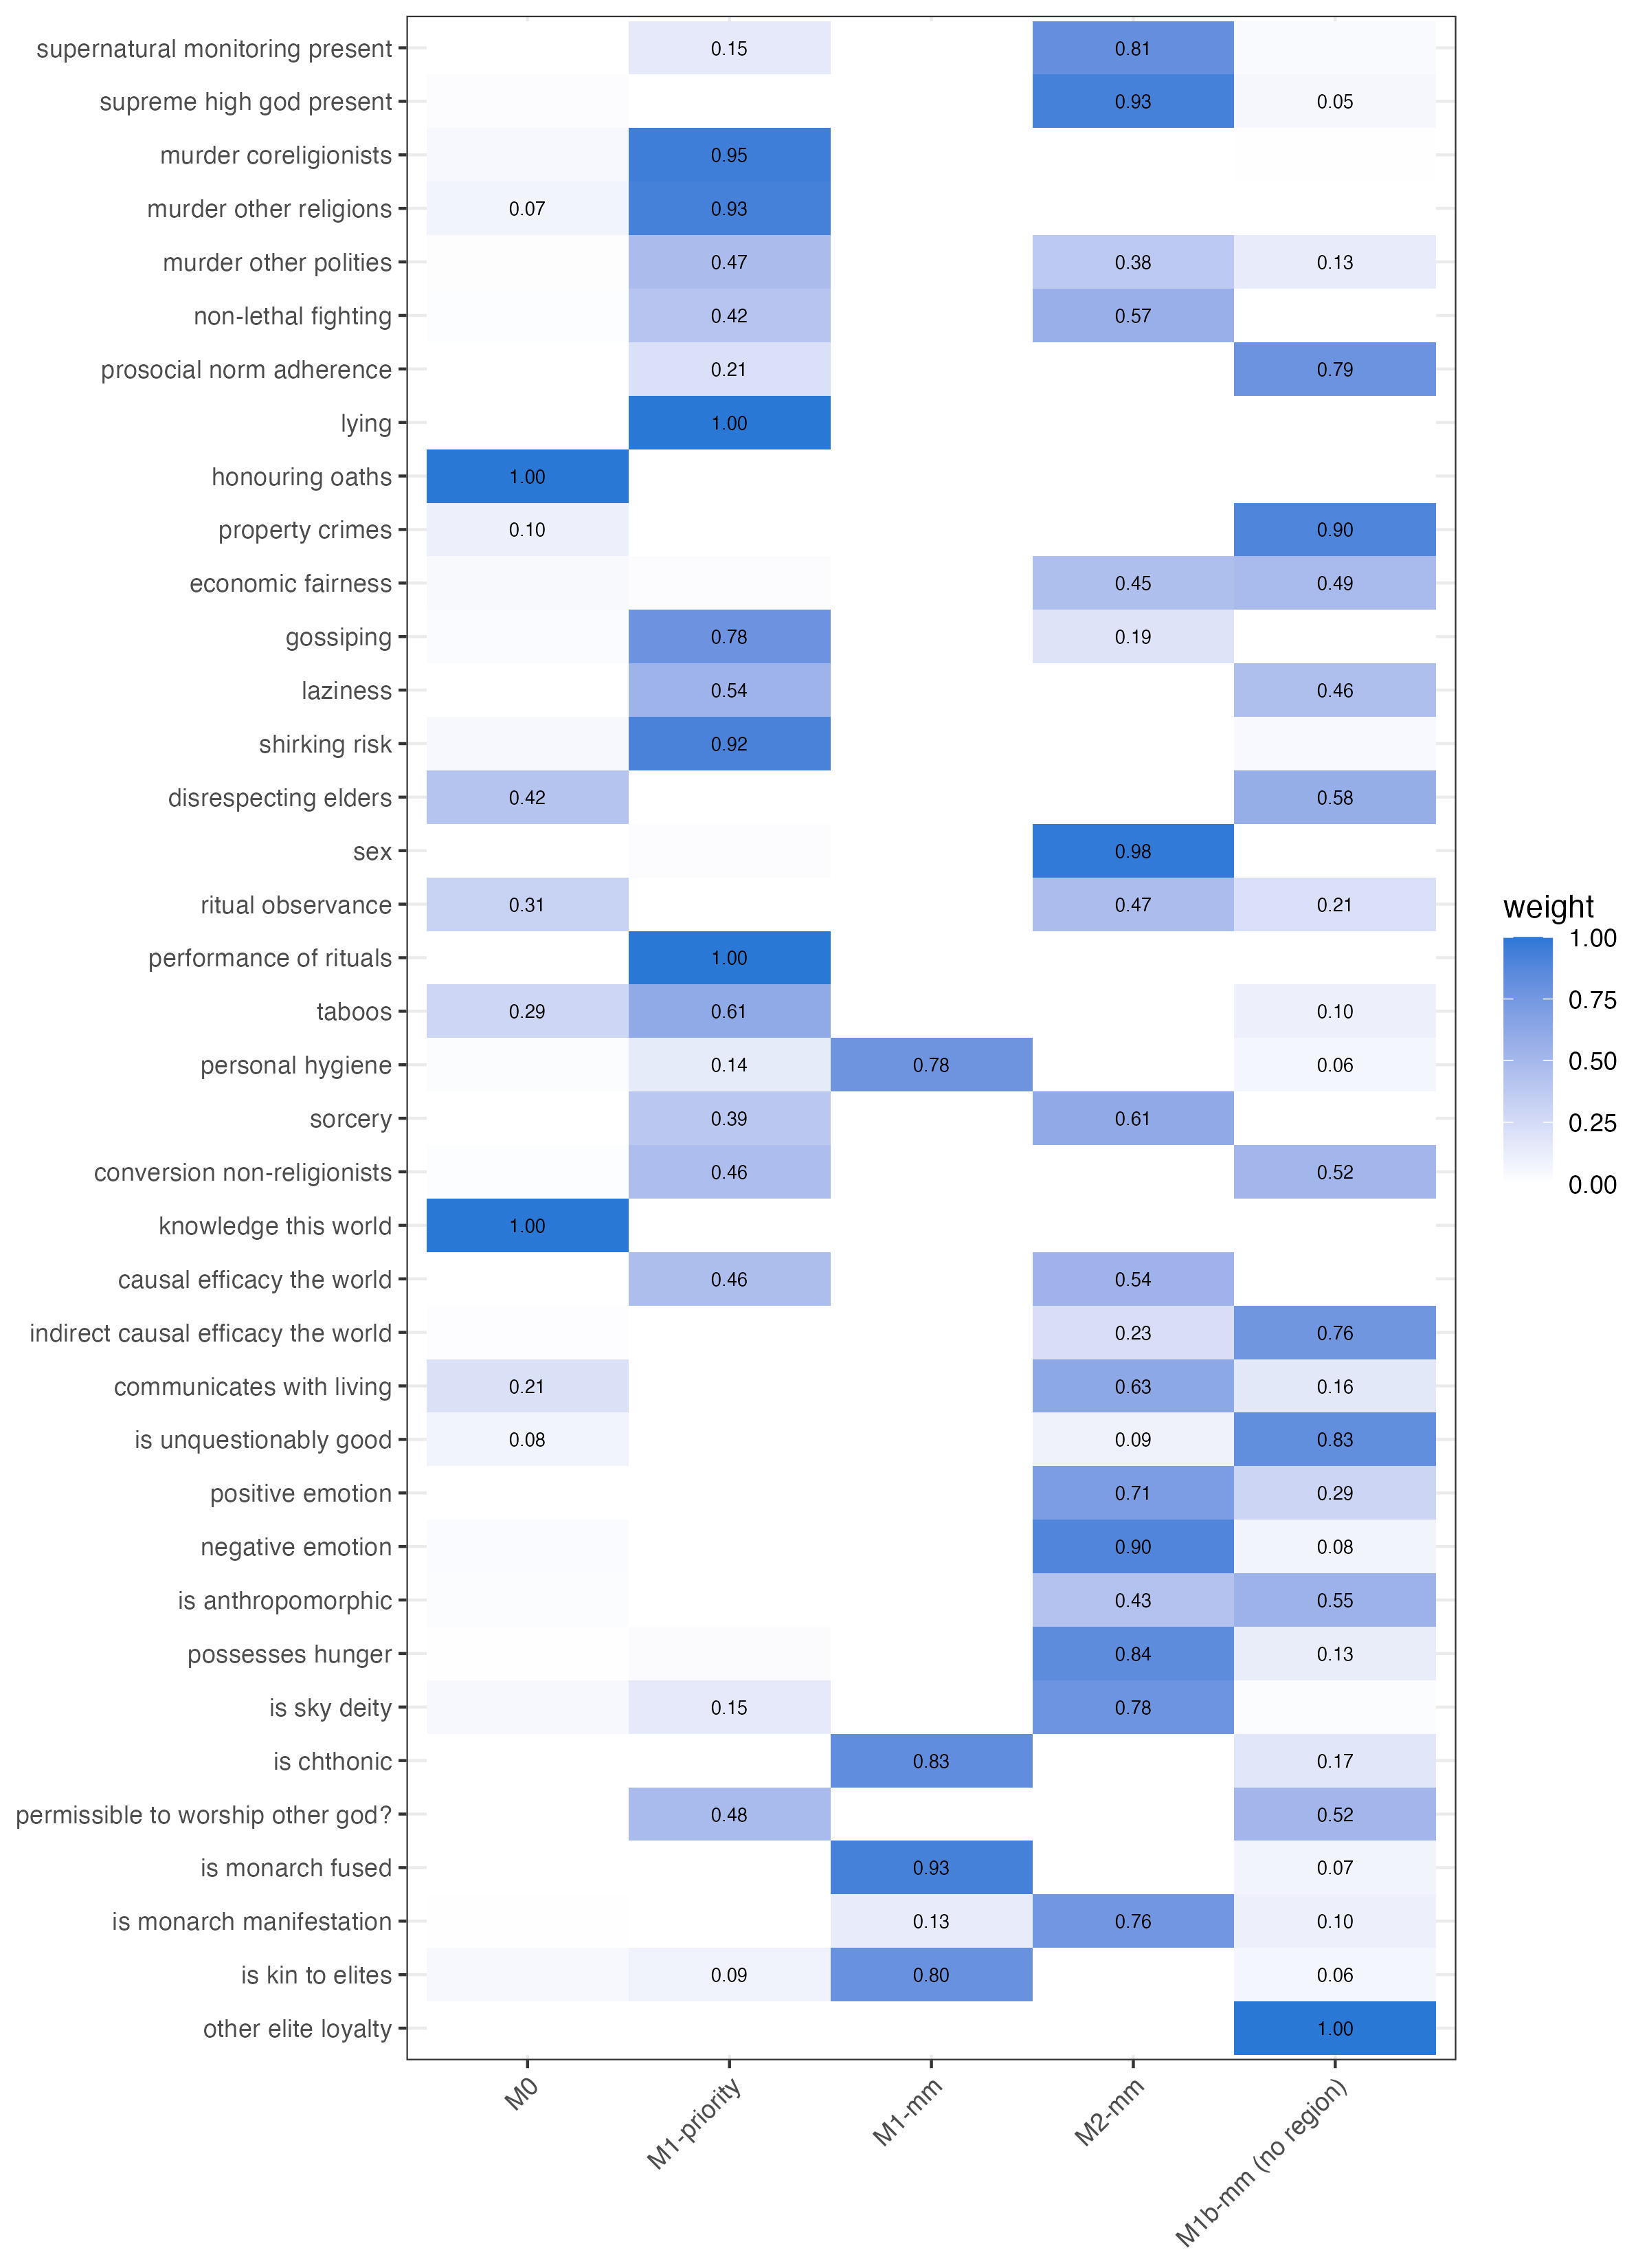 supernatural monitoring present 0.15 0.81
supreme high god present 0.93 0.05
murder coreligionists 0.95
murder other religions 0.07 0.93
murder other polities 0.47 0.38 0.13
non-lethal fighting 0.42 0.57
prosocial norm adherence 0.21 0.79
lying 1.00
honouring oaths 1.00
property crimes 0.10 0.90
economic fairness 0.45 0.49
gossiping 0.78 0.19
laziness 0.54 0.46
shirking risk 0.92
disrespecting elders 0.42 0.58
sex 0.98
ritual observance 0.31 0.47 0.21
performance of rituals 1.00
taboos 0.29 0.61 0.10
personal hygiene 0.14 0.78 0.06
sorcery 0.39 0.61
conversion non-religionists 0.46 0.52
knowledge this world 1.00
causal efficacy the world 0.46 0.54
indirect causal efficacy the world 0.23 0.76
communicates with living 0.21 0.63 0.16
is unquestionably good 0.08 0.09 0.83
positive emotion 0.71 0.29
negative emotion 0.90 0.08
is anthropomorphic 0.43 0.55
possesses hunger 0.84 0.13
is sky deity 0.15 0.78
is chthonic 0.83 0.17
permissible to worship other god? 0.48 0.52
is monarch fused 0.93 0.07
is monarch manifestation 0.13 0.76 0.10
is kin to elites 0.09 0.80 0.06
other elite loyalty 1.00
M0
M1-priority
M1-mm
M2-mm
M1b-mm (no region)
weight
1.00
0.75
0.50
0.25
0.00